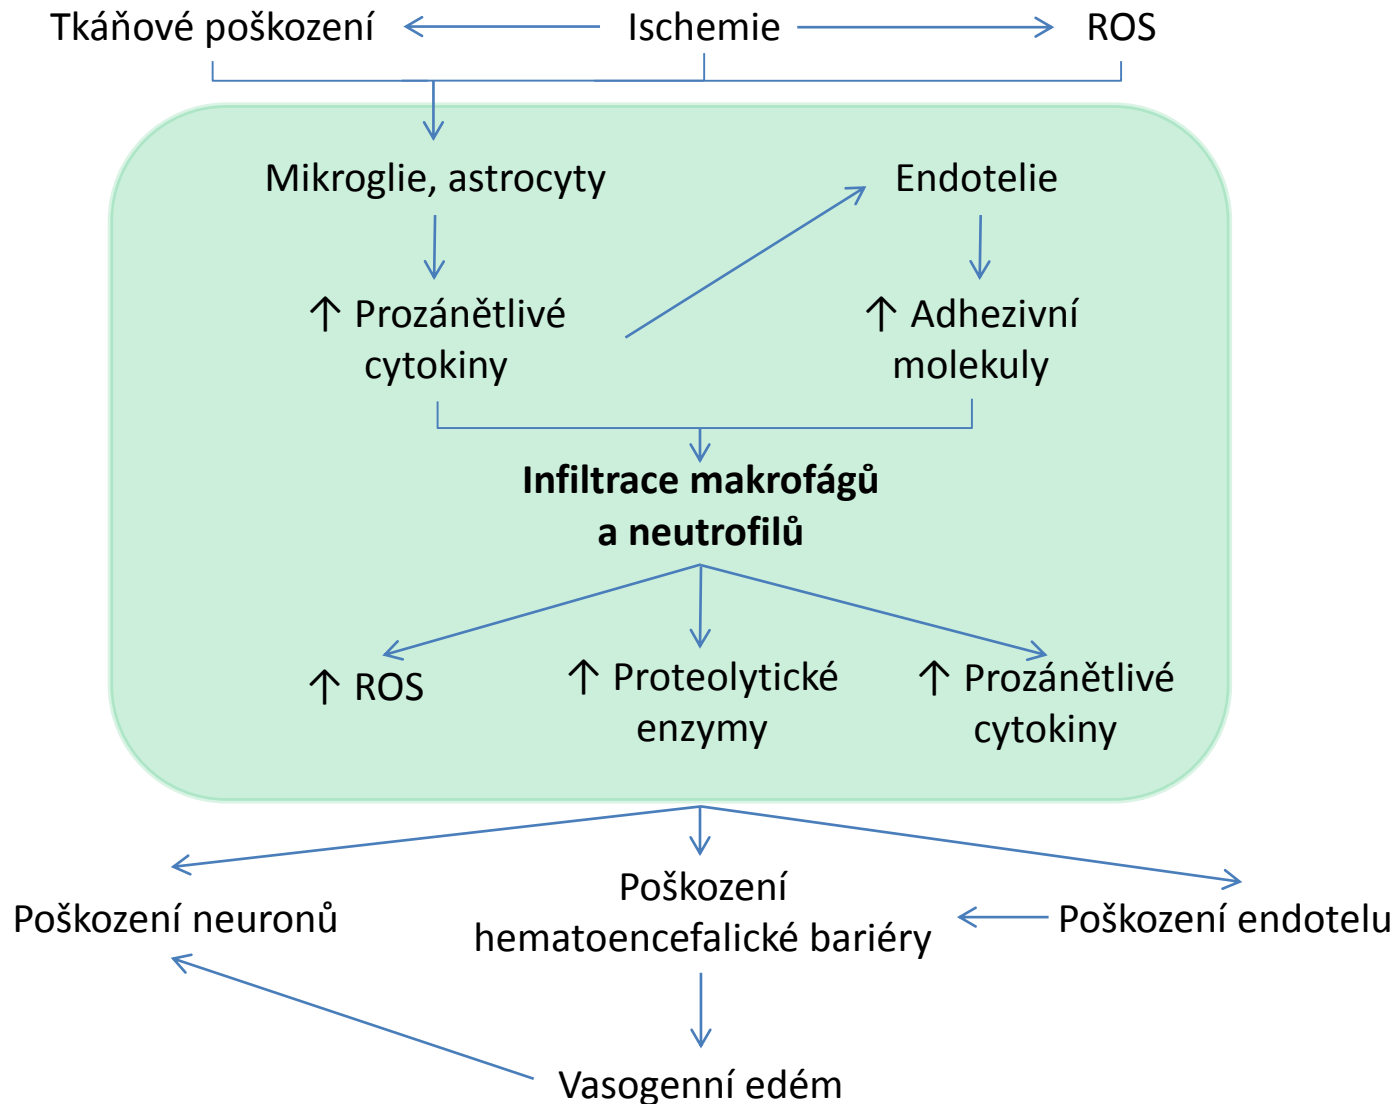 Tkáňové poškození
Ischemie
ROS
Mikroglie, astrocyty
Endotelie
↑ Prozánětlivé
cytokiny
↑ Adhezivní
molekuly
Infiltrace makrofágů
a neutrofilů
↑ ROS
↑ Proteolytické
enzymy
↑ Prozánětlivé
cytokiny
Poškození neuronů
Poškození
hematoencefalické bariéry
Poškození endotelu
Vasogenní edém